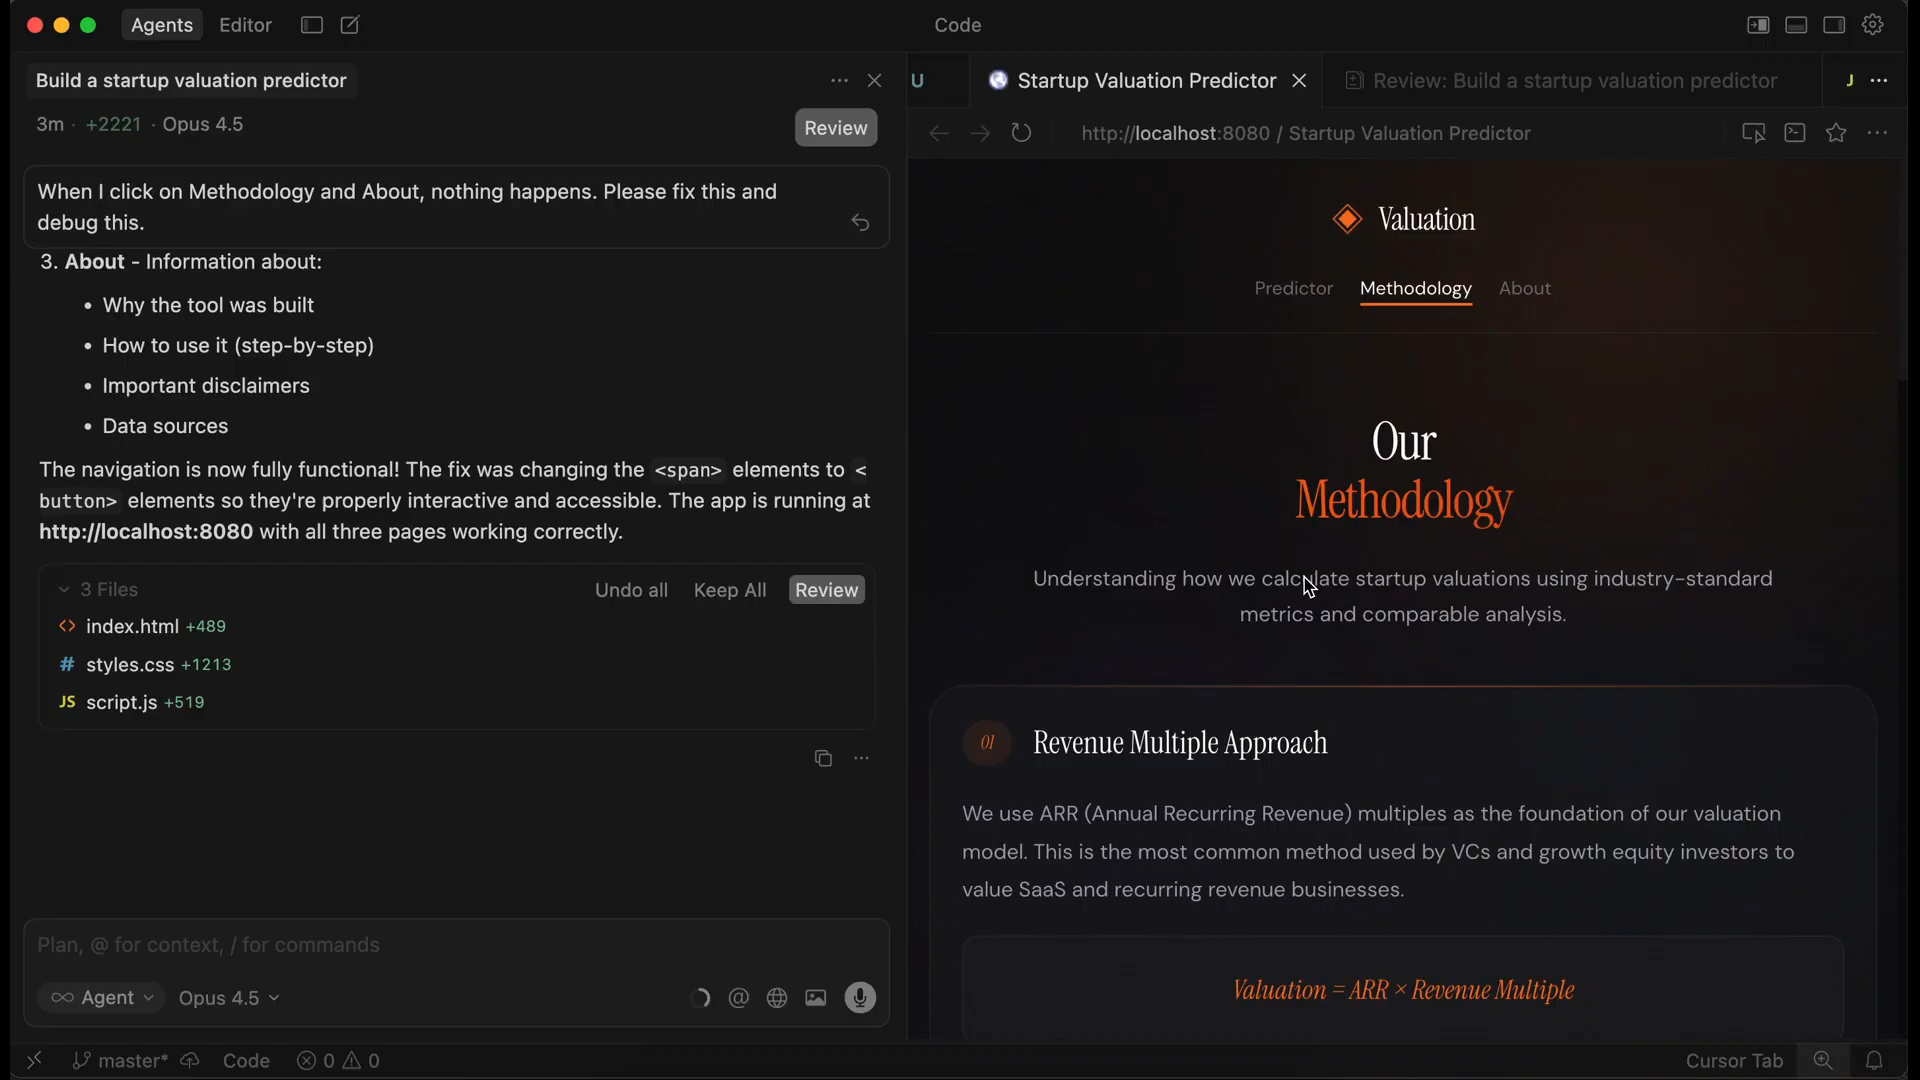 Agents Editor Code
Build a startup valuation predictor
3m · +2221 · Opus 4.5
Review
When I click on Methodology and About, nothing happens. Please fix this and
debug this.
3. About - Information about:
• Why the tool was built
• How to use it (step-by-step)
• Important disclaimers
• Data sources
The navigation is now fully functional! The fix was changing the <span> elements to <
button> elements so they're properly interactive and accessible. The app is running at
http://localhost:8080 with all three pages working correctly.
3 Files Undo all Keep All Review
<> index.html +489
# styles.css +1213
JS script.js +519
Plan, @ for context, / for commands
Agent Opus 4.5
U Startup Valuation Predictor Review: Build a startup valuation predictor J
http://localhost:8080 / Startup Valuation Predictor
Valuation
Predictor Methodology About
Our
Methodology
Understanding how we calculate startup valuations using industry-standard
metrics and comparable analysis.
01 Revenue Multiple Approach
We use ARR (Annual Recurring Revenue) multiples as the foundation of our valuation
model. This is the most common method used by VCs and growth equity investors to
value SaaS and recurring revenue businesses.
Valuation = ARR × Revenue Multiple
master* Code 0 0 Cursor Tab